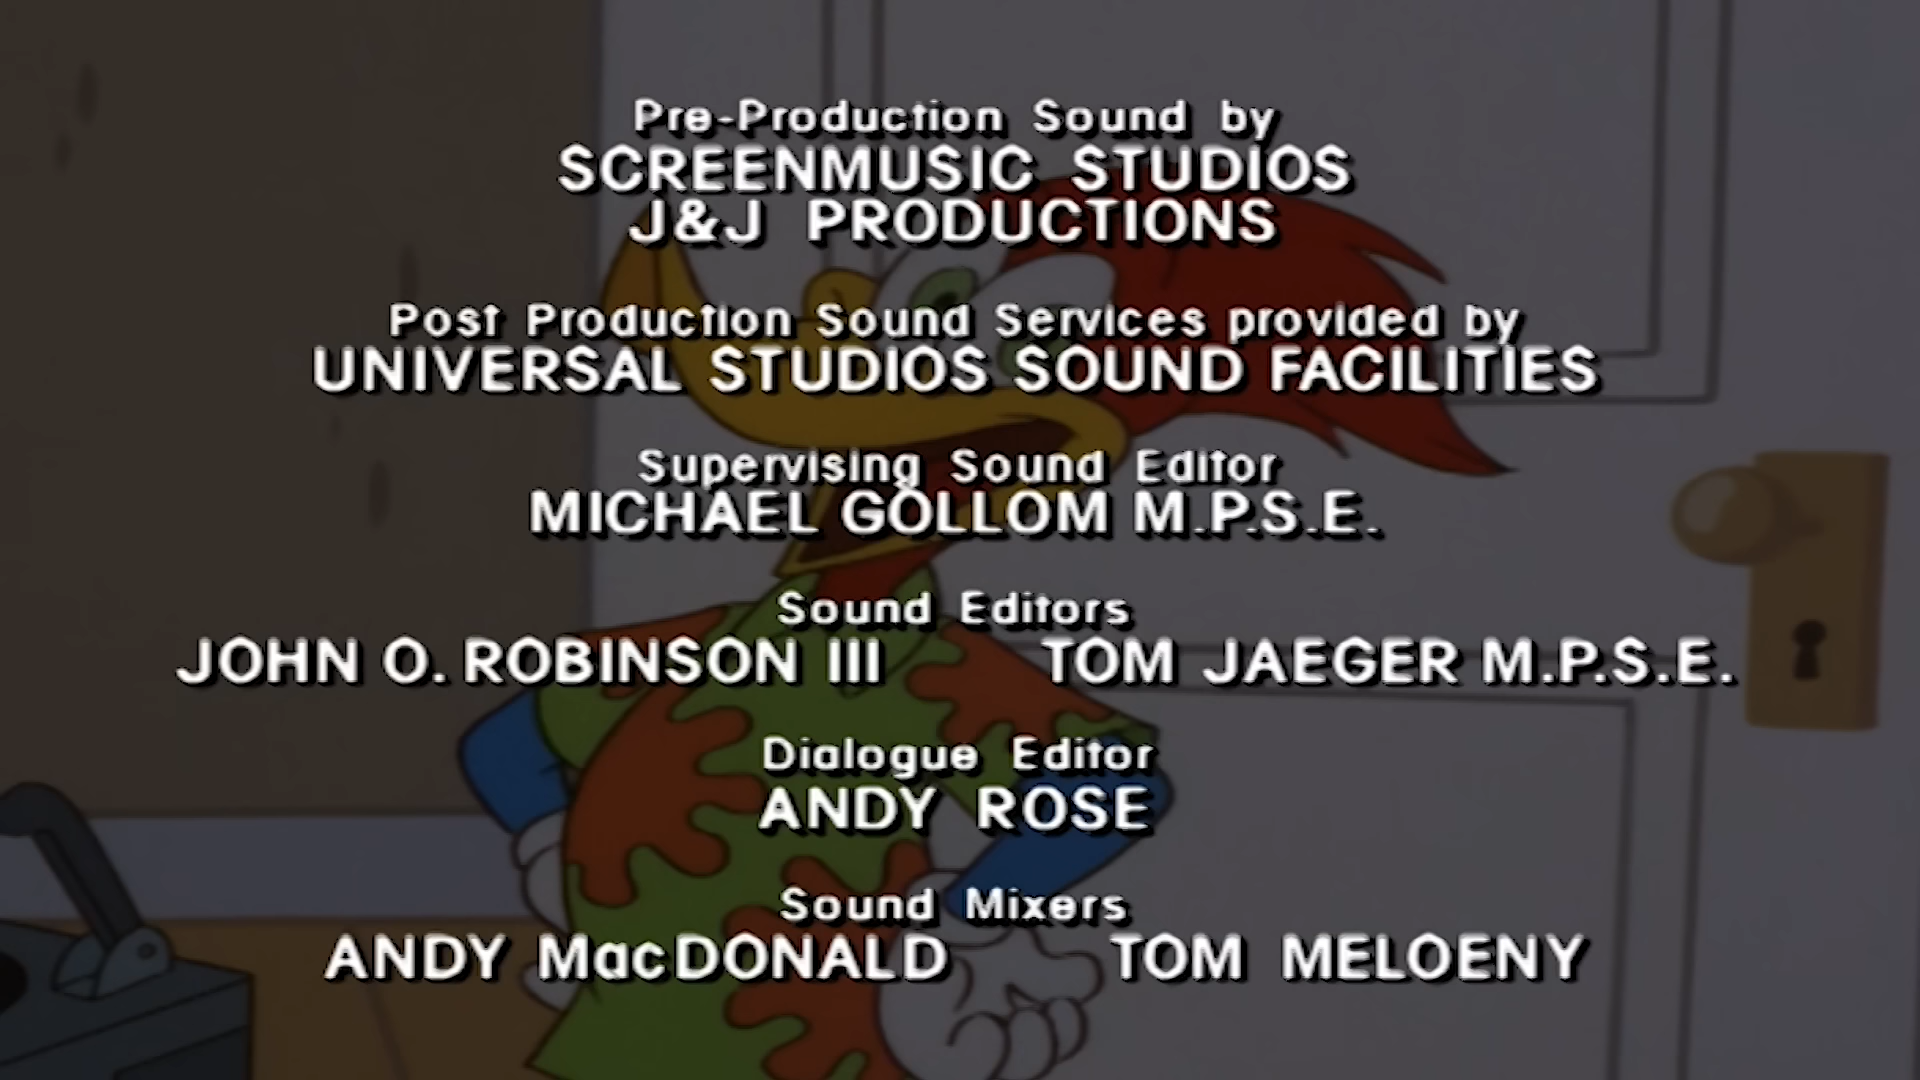 Pre-Production Sound by
SCREENMUSIC STUDIOS
J&J PRODUCTIONS
Post Production Sound Services provided by
UNIVERSAL STUDIOS SOUND FACILITIES
Supervising Sound Editor
MICHAEL GOLLOM M.P.S.E.
Sound Editors
JOHN O. ROBINSON III TOM JAEGER M.P.S.E.
Dialogue Editor
ANDY ROSE
Sound Mixers
ANDY MacDONALD TOM MELOENY